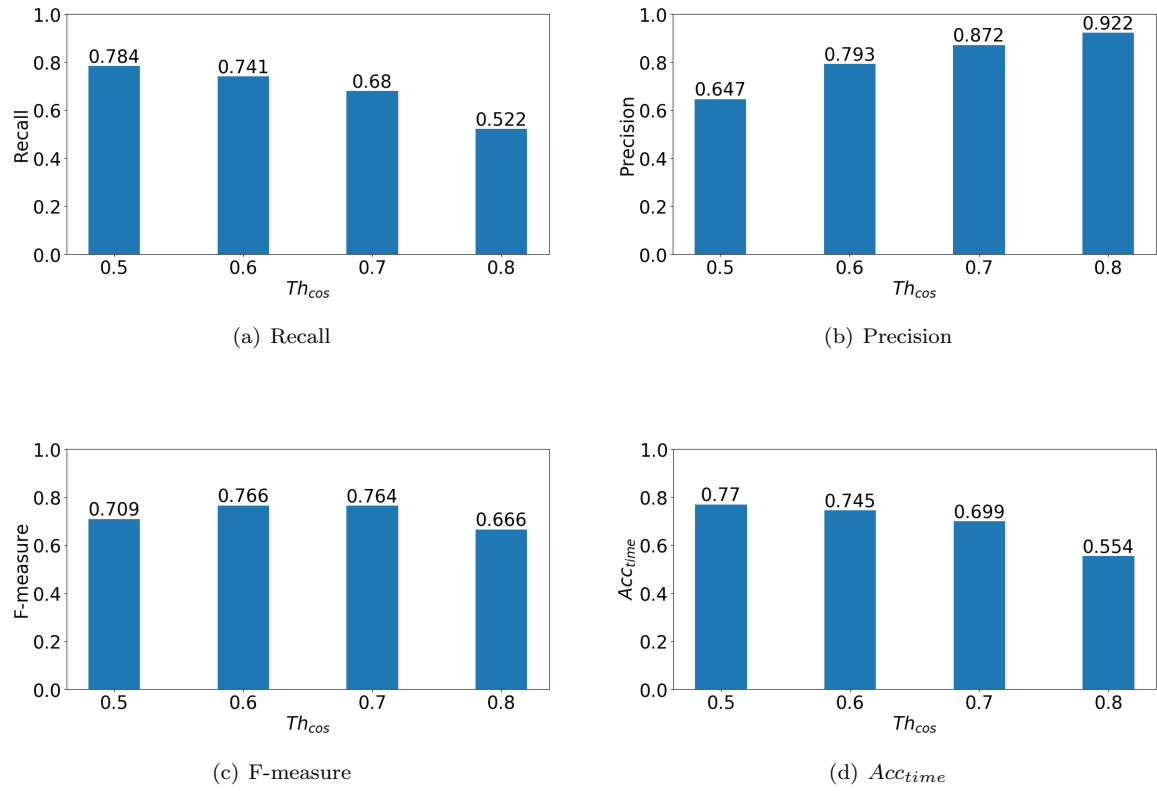 Recall
1.0
0.8
0.6
0.4
0.2
0.0
0.784
0.741
0.68
0.522
0.5 0.6 0.7 0.8
Th_cos
(a) Recall
Precision
1.0
0.8
0.6
0.4
0.2
0.0
0.647
0.793
0.872
0.922
0.5 0.6 0.7 0.8
Th_cos
(b) Precision
F-measure
1.0
0.8
0.6
0.4
0.2
0.0
0.709
0.766
0.764
0.666
0.5 0.6 0.7 0.8
Th_cos
(c) F-measure
Acc_time
1.0
0.8
0.6
0.4
0.2
0.0
0.77
0.745
0.699
0.554
0.5 0.6 0.7 0.8
Th_cos
(d) Acc_time